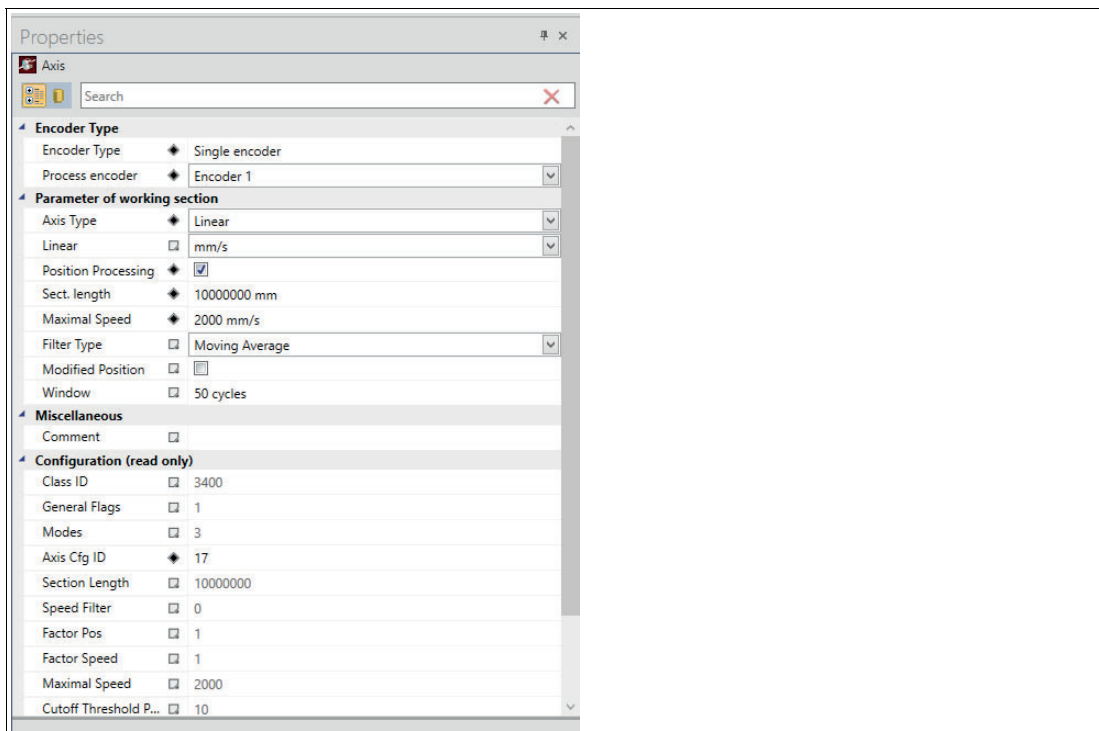 Properties
Axis
Search
Encoder Type
Encoder Type Single encoder
Process encoder Encoder 1
Parameter of working section
Axis Type Linear
Linear mm/s
Position Processing
Sect. length 10000000 mm
Maximal Speed 2000 mm/s
Filter Type Moving Average
Modified Position
Window 50 cycles
Miscellaneous
Comment
Configuration (read only)
Class ID 3400
General Flags 1
Modes 3
Axis Cfg ID 17
Section Length 10000000
Speed Filter 0
Factor Pos 1
Factor Speed 1
Maximal Speed 2000
Cutoff Threshold P... 10